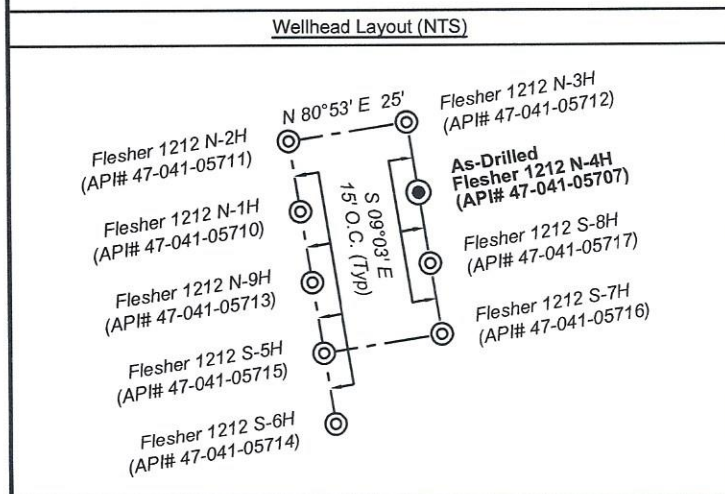 Wellhead Layout (NTS)
N 80°53' E 25'
Flesher 1212 N-3H
(API# 47-041-05712)
Flesher 1212 N-2H
(API# 47-041-05711)
As-Drilled
Flesher 1212 N-4H
(API# 47-041-05707)
Flesher 1212 N-1H
(API# 47-041-05710)
S 09°03' E
15' O.C. (Typ)
Flesher 1212 S-8H
(API# 47-041-05717)
Flesher 1212 N-9H
(API# 47-041-05713)
Flesher 1212 S-7H
(API# 47-041-05716)
Flesher 1212 S-5H
(API# 47-041-05715)
Flesher 1212 S-6H
(API# 47-041-05714)